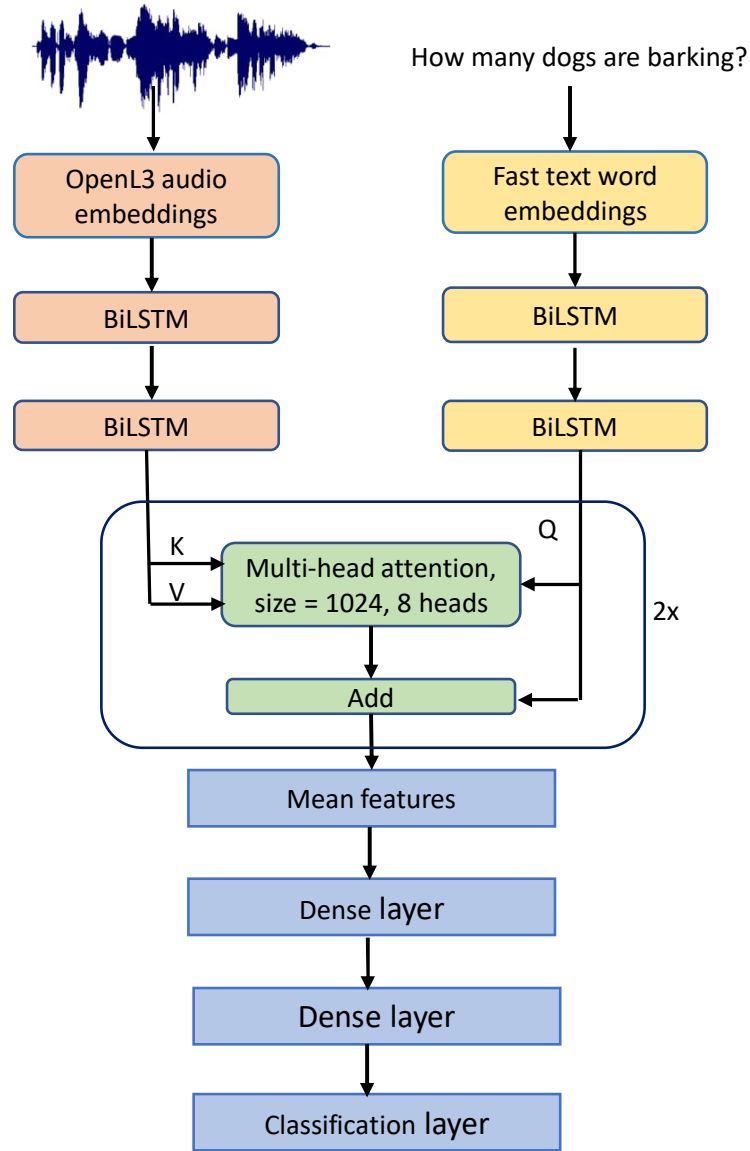 How many dogs are barking?
OpenL3 audio
embeddings
Fast text word
embeddings
BiLSTM
BiLSTM
BiLSTM
BiLSTM
K
Q
V
Multi-head attention,
size = 1024, 8 heads
2x
Add
Mean features
Dense layer
Dense layer
Classification layer